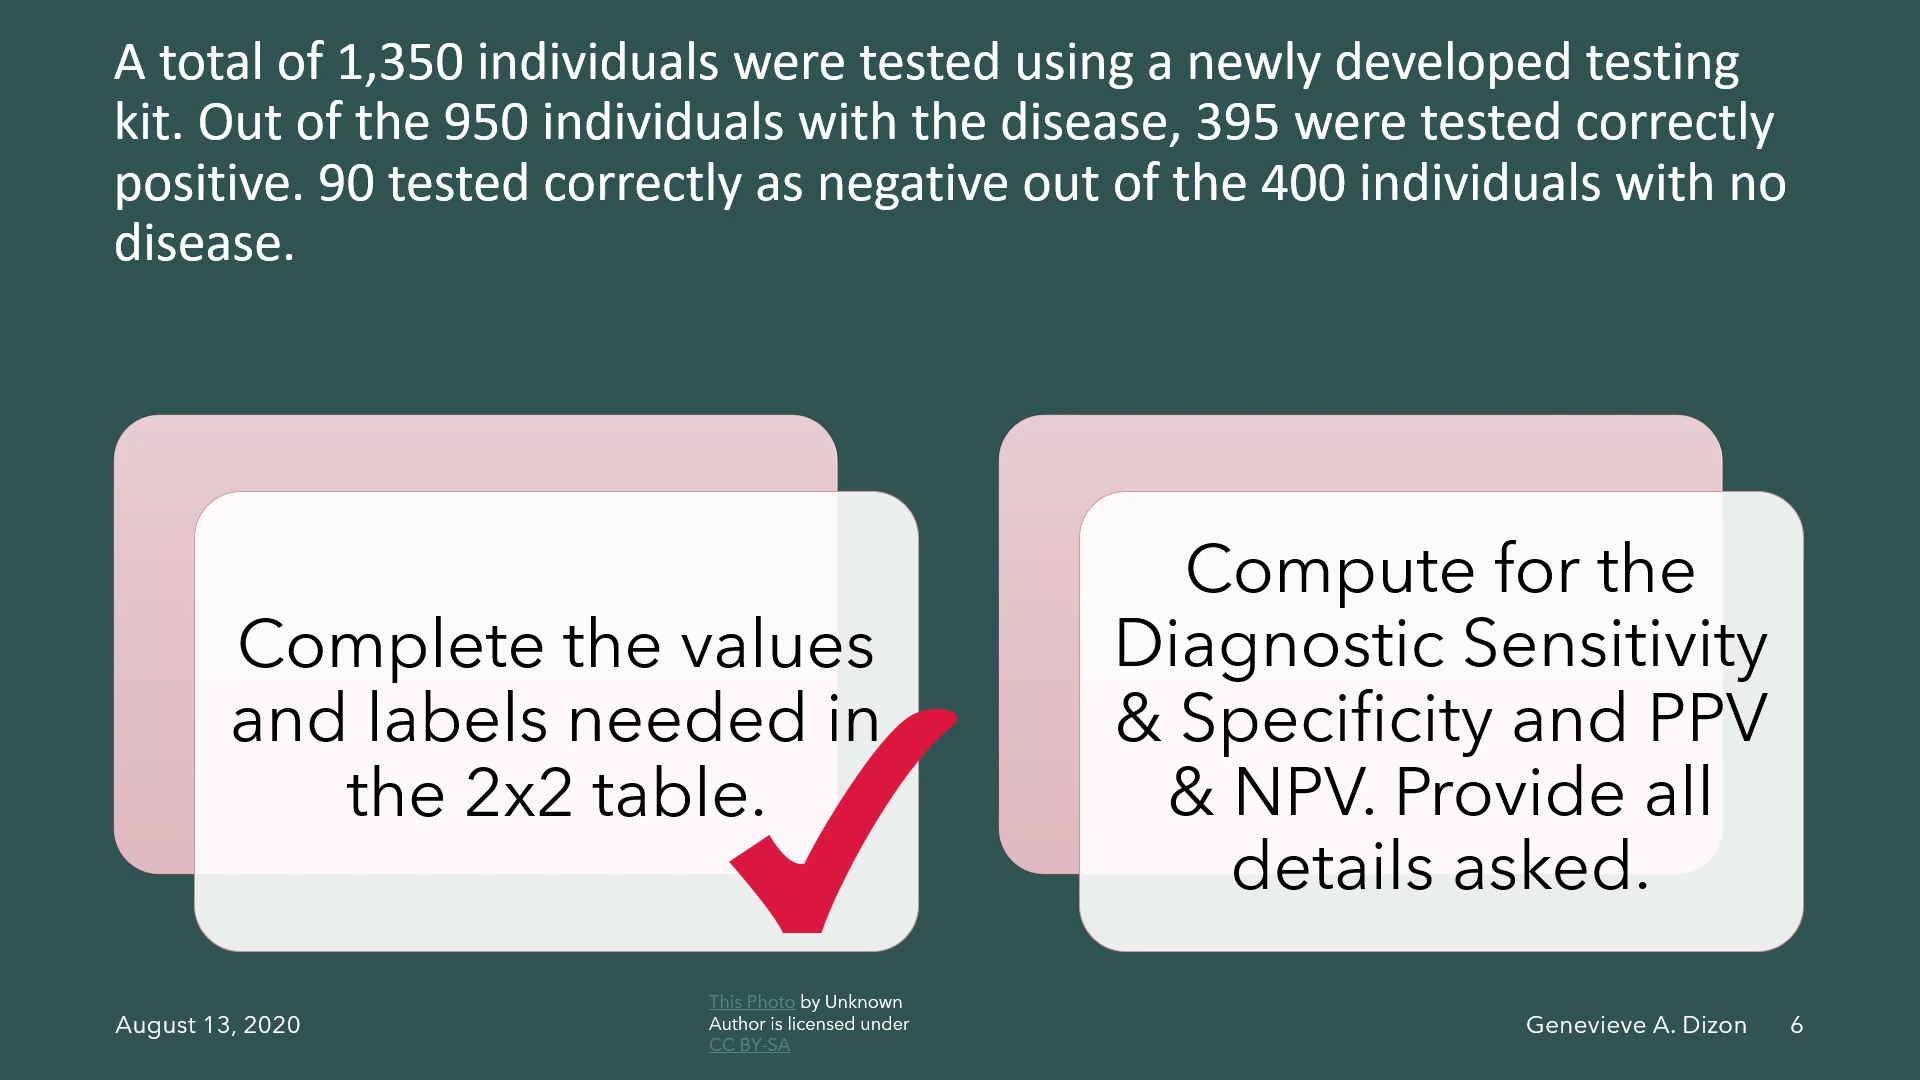 A total of 1,350 individuals were tested using a newly developed testing
kit. Out of the 950 individuals with the disease, 395 were tested correctly
positive. 90 tested correctly as negative out of the 400 individuals with no
disease.
Complete the values
and labels needed in
the 2x2 table.
Compute for the
Diagnostic Sensitivity
& Specificity and PPV
& NPV. Provide all
details asked.
August 13, 2020
This Photo by Unknown
Author is licensed under
CC BY-SA
Genevieve A. Dizon
6